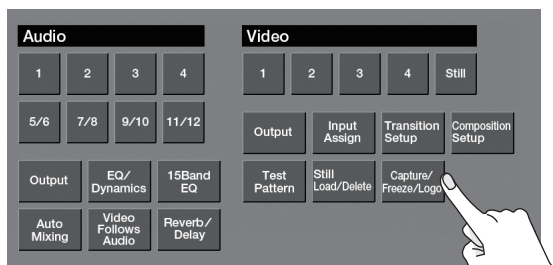 Audio
1
2
3
4
5/6
7/8
9/10
11/12
Output
EQ/
Dynamics
15Band
EQ
Auto
Mixing
Video
Follows
Audio
Reverb/
Delay
Video
1
2
3
4
Still
Output
Input
Assign
Transition
Setup
Composition
Setup
Test
Pattern
Still
Load/Delete
Capture/
Freeze/Logo